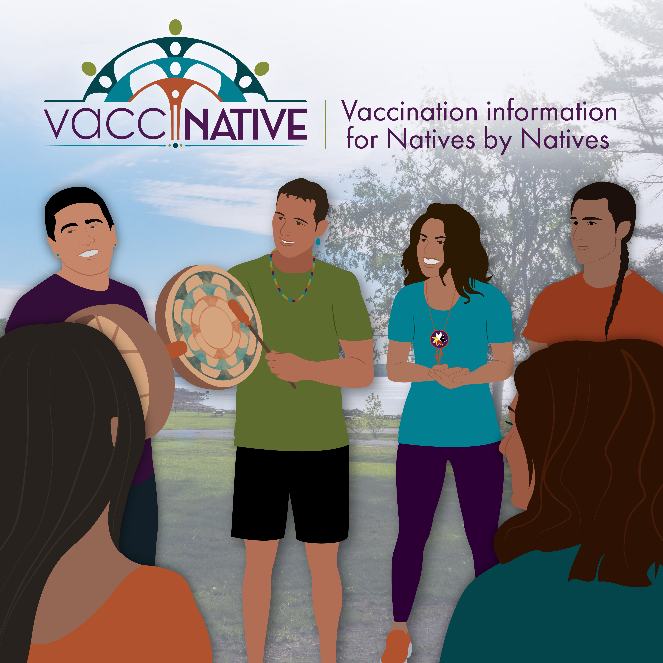 vaccINATIVE
Vaccination information
for Natives by Natives